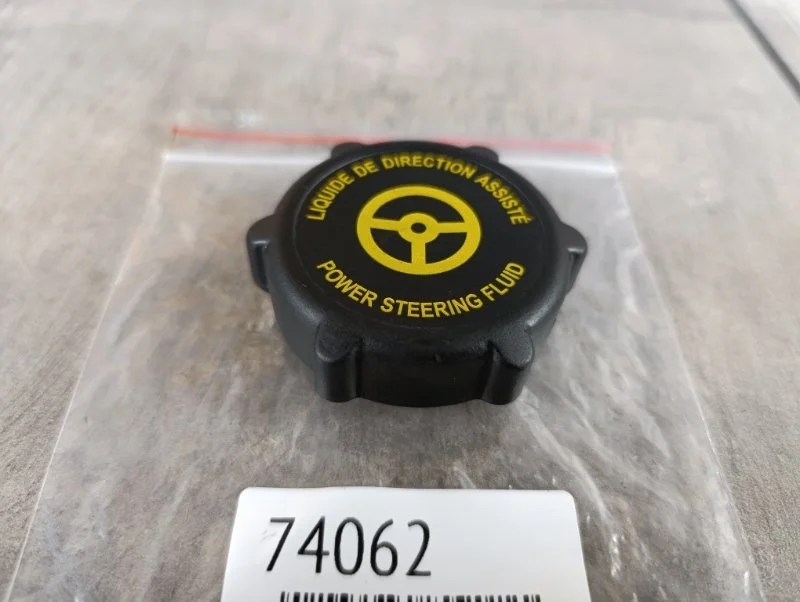 LIQUIDE DE DIRECTION ASSISTÉ
POWER STEERING FLUID
74062